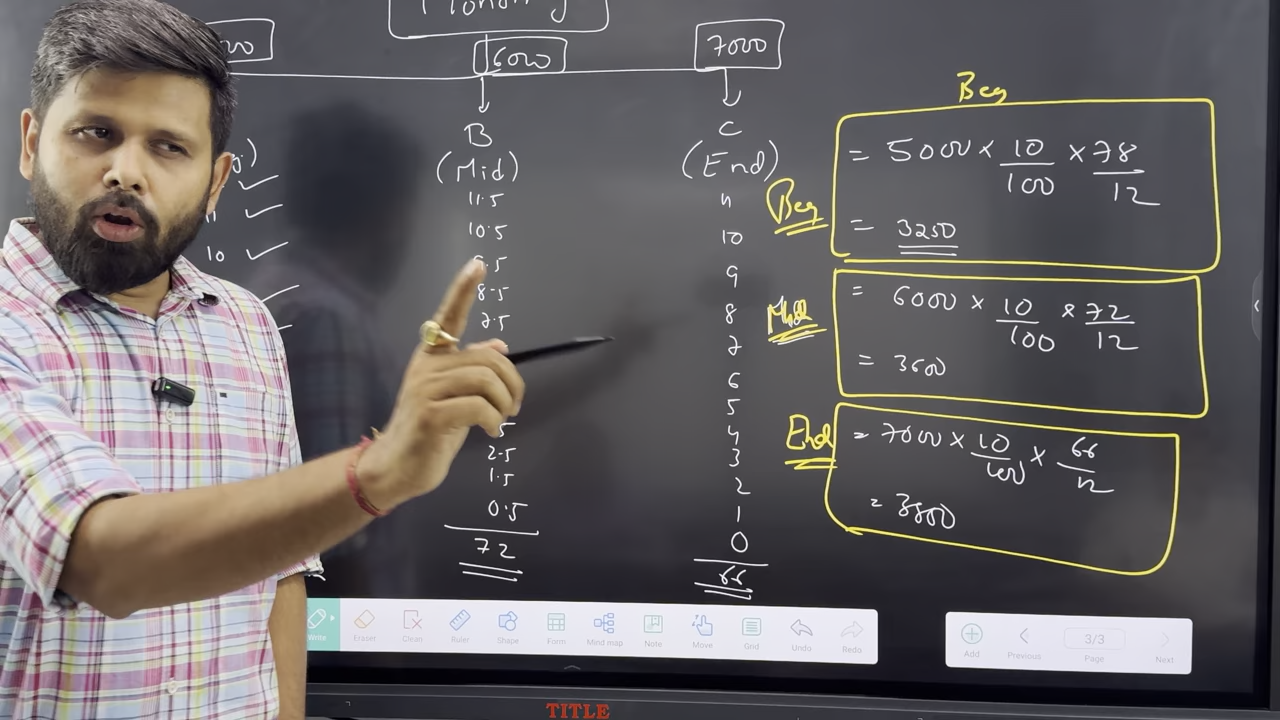 6000
7000
B
(Mid)
11.5
10.5
.5
8.5
7.5
2.5
1.5
0.5
72
C
(End)
11
10
9
8
7
6
5
4
3
2
1
0
66
10
Beg
= 5000 × 10/100 × 78/12
= 3250
Beg
= 6000 × 10/100 × 72/12
= 3600
Mid
= 7000 × 10/100 × 66/12
= 3850
End
Write
Eraser
Clean
Ruler
Shape
Form
Mind map
Note
Move
Grid
Undo
Redo
Add
Previous
3/3
Page
Next
TITLE